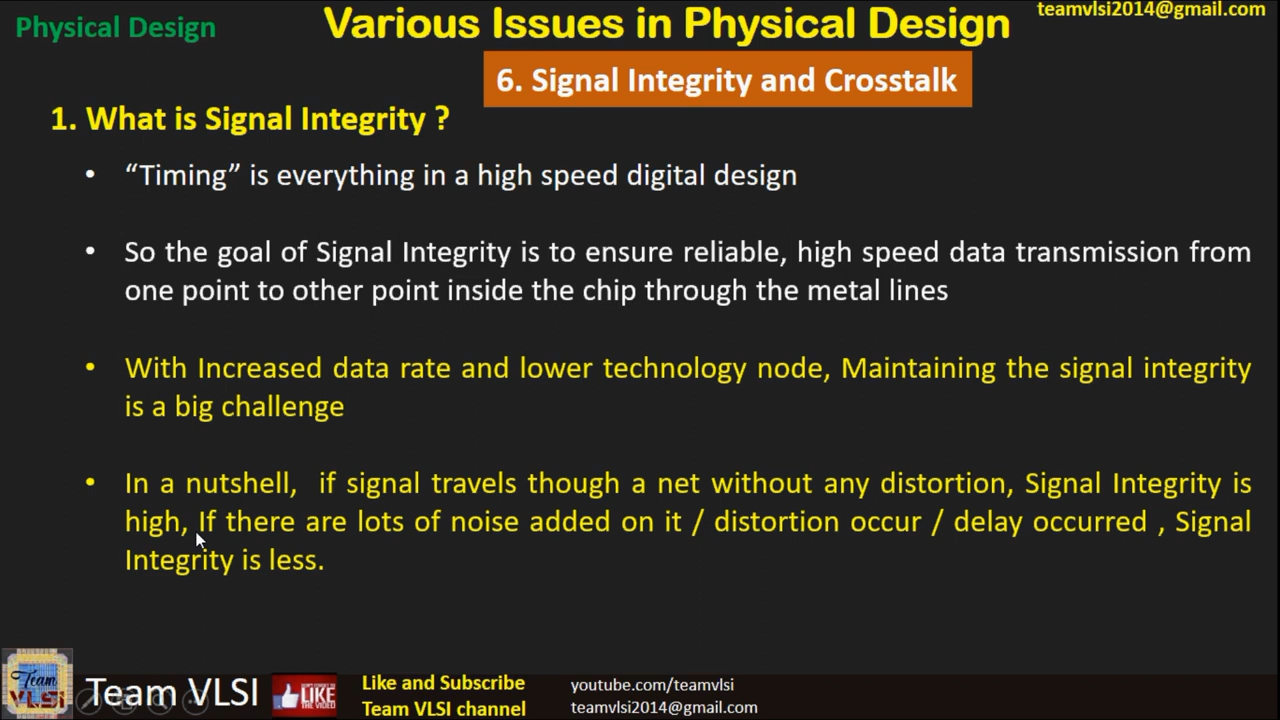 Physical Design
Various Issues in Physical Design
teamvlsi2014@gmail.com
6. Signal Integrity and Crosstalk
1. What is Signal Integrity ?
• “Timing” is everything in a high speed digital design
• So the goal of Signal Integrity is to ensure reliable, high speed data transmission from
one point to other point inside the chip through the metal lines
• With Increased data rate and lower technology node, Maintaining the signal integrity
is a big challenge
• In a nutshell, if signal travels though a net without any distortion, Signal Integrity is
high, If there are lots of noise added on it / distortion occur / delay occurred , Signal
Integrity is less.
Team
VLSI
Team VLSI
LIKE
THE VIDEO
Like and Subscribe
Team VLSI channel
youtube.com/teamvlsi
teamvlsi2014@gmail.com